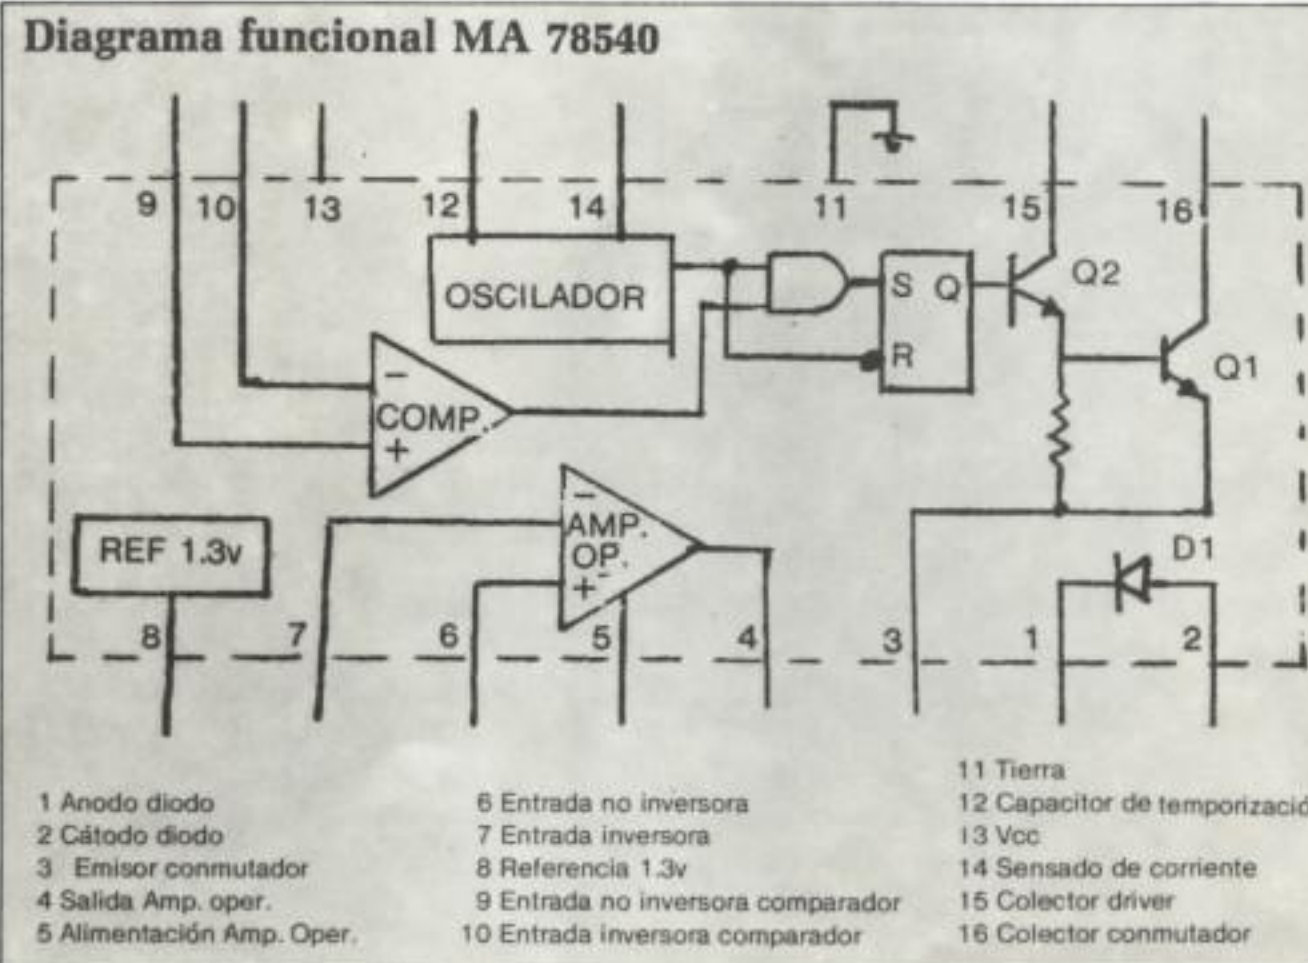 Diagrama funcional MA 78540
9 10 13 12 14 11 15 16
OSCILADOR
S Q
R
Q2
Q1
−
COMP.
+
REF 1.3v
−
AMP.
OP.
+
D1
8 7 6 5 4 3 1 2
1 Anodo diodo
2 Cátodo diodo
3 Emisor conmutador
4 Salida Amp. oper.
5 Alimentación Amp. Oper.
6 Entrada no inversora
7 Entrada inversora
8 Referencia 1.3v
9 Entrada no inversora comparador
10 Entrada inversora comparador
11 Tierra
12 Capacitor de temporizació
13 Vcc
14 Sensado de corriente
15 Colector driver
16 Colector conmutador